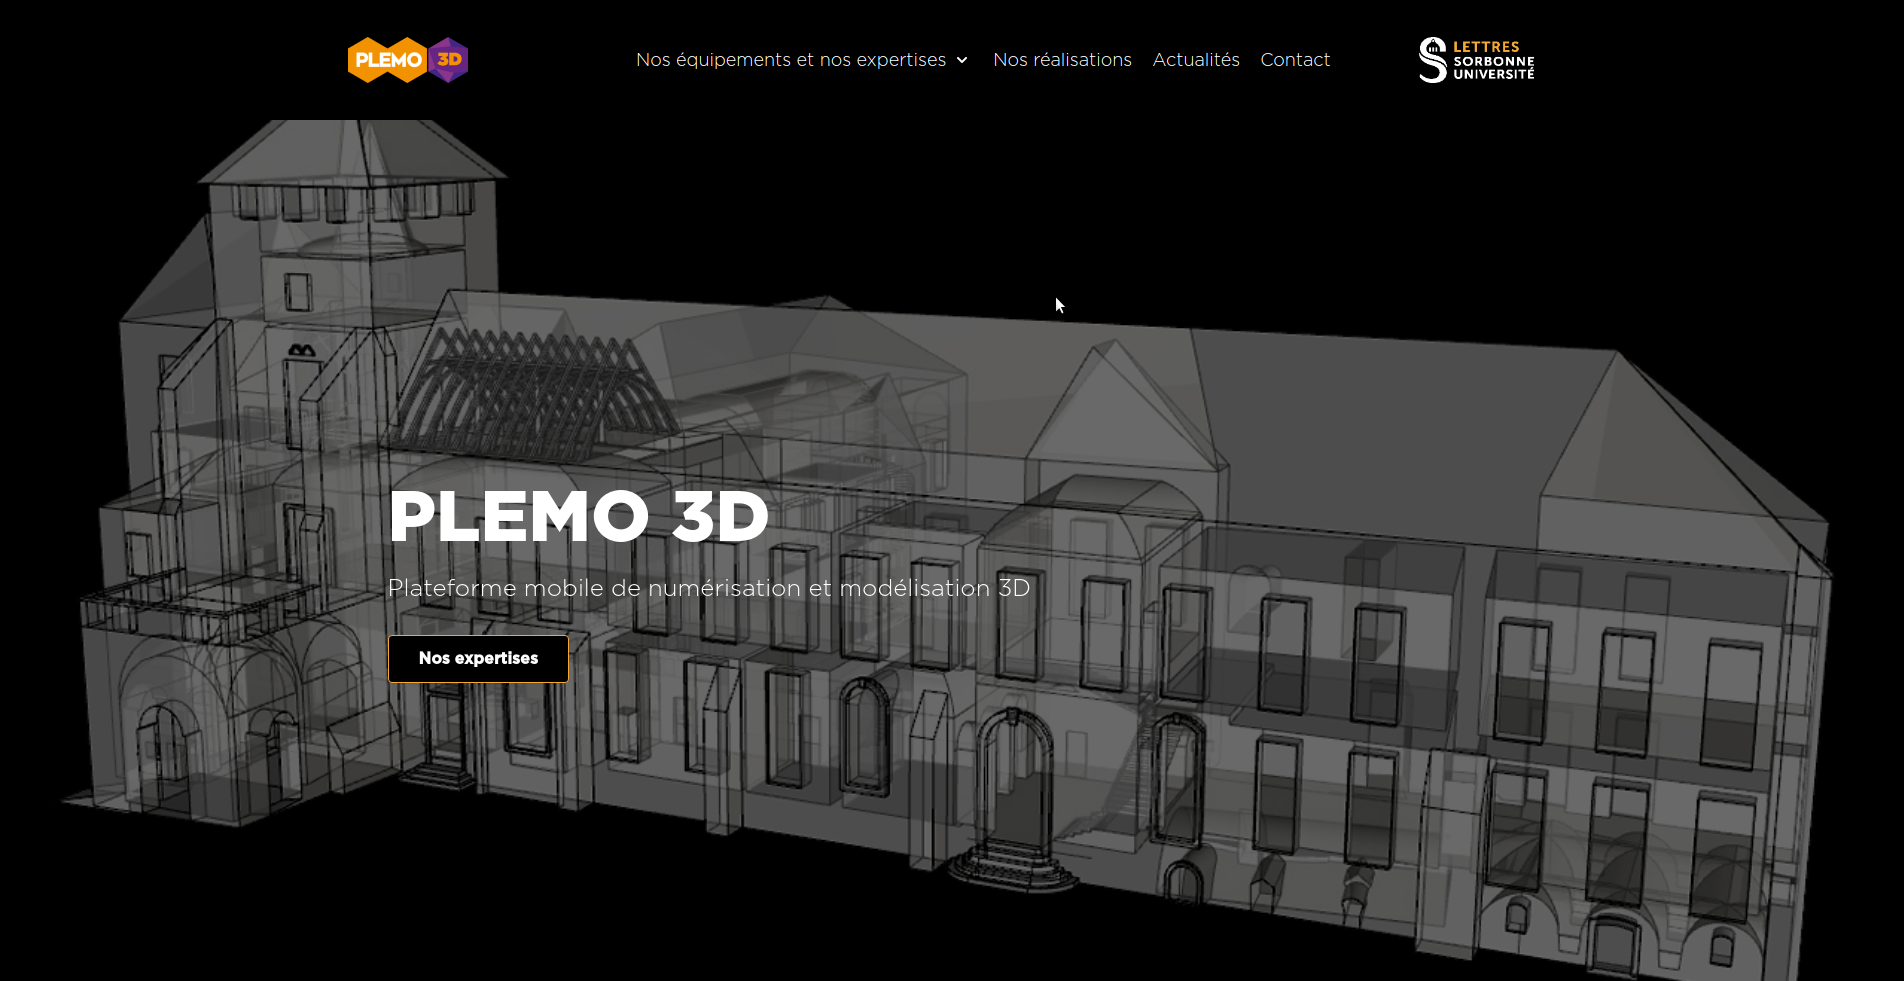 PLEMO 3D
Nos équipements et nos expertises
Nos réalisations
Actualités
Contact
LETTRES
SORBONNE
UNIVERSITÉ
PLEMO 3D
Plateforme mobile de numérisation et modélisation 3D
Nos expertises